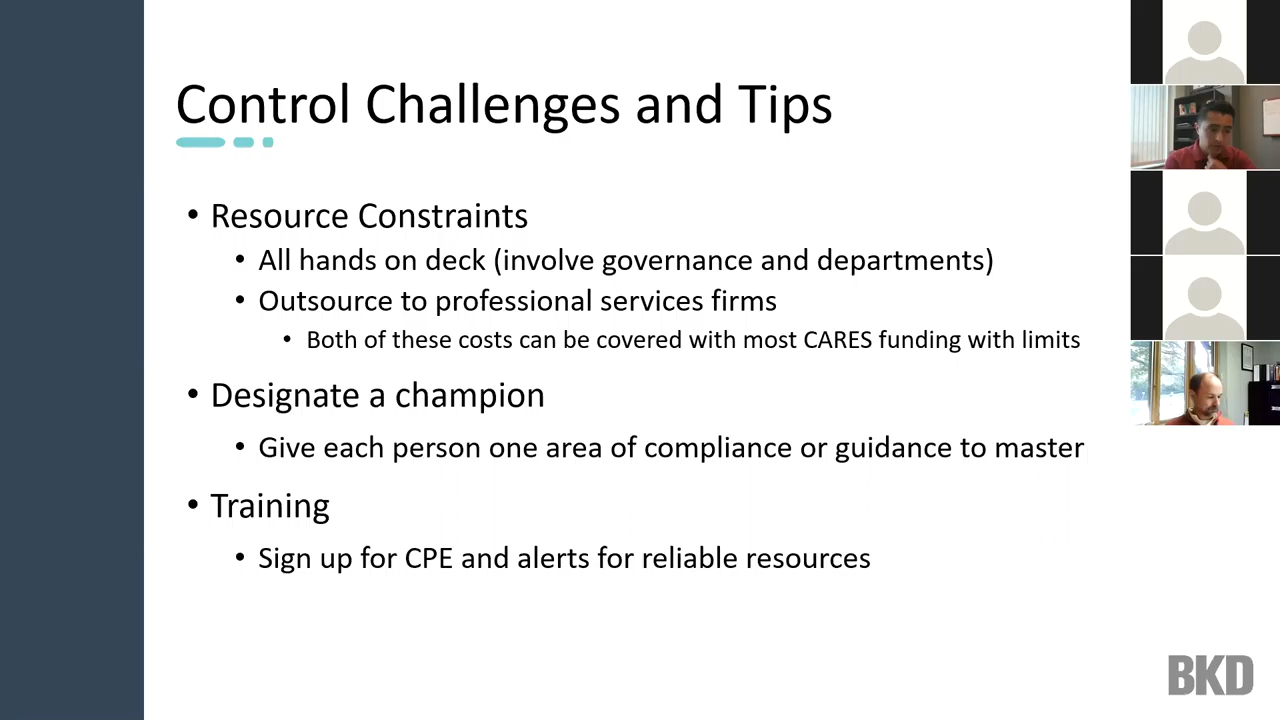 Control Challenges and Tips
• Resource Constraints
• All hands on deck (involve governance and departments)
• Outsource to professional services firms
• Both of these costs can be covered with most CARES funding with limits
• Designate a champion
• Give each person one area of compliance or guidance to master
• Training
• Sign up for CPE and alerts for reliable resources
BKD